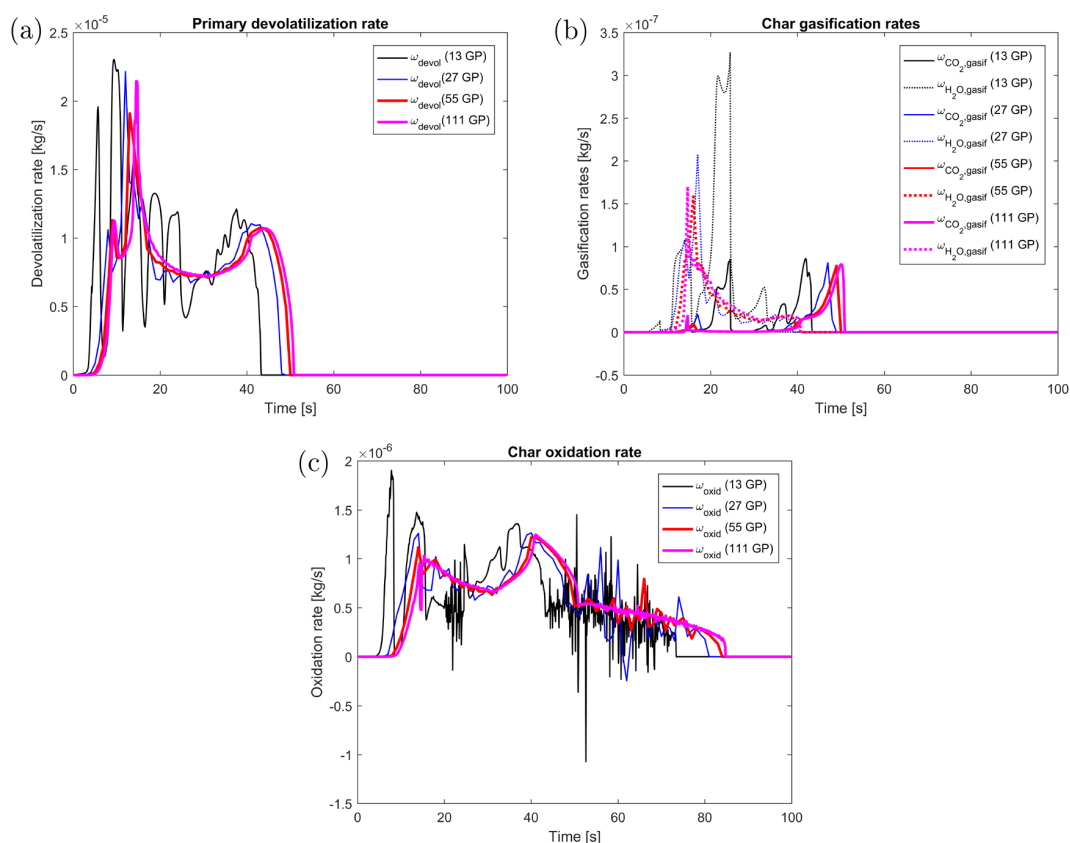 (a)
Primary devolatilization rate
×10⁻⁵
2.5
2
1.5
1
0.5
0
Devolatilization rate [kg/s]
0 20 40 60 80 100
Time [s]
ω_devol (13 GP)
ω_devol(27 GP)
ω_devol(55 GP)
ω_devol(111 GP)
(b)
Char gasification rates
×10⁻⁷
3.5
3
2.5
2
1.5
1
0.5
0
-0.5
Gasification rates [kg/s]
0 20 40 60 80 100
Time [s]
ω_CO₂,gasif (13 GP)
ω_H₂O,gasif (13 GP)
ω_CO₂,gasif (27 GP)
ω_H₂O,gasif (27 GP)
ω_CO₂,gasif (55 GP)
ω_H₂O,gasif (55 GP)
ω_CO₂,gasif (111 GP)
ω_H₂O,gasif (111 GP)
(c)
Char oxidation rate
×10⁻⁶
2
1.5
1
0.5
0
-0.5
-1
-1.5
Oxidation rate [kg/s]
0 20 40 60 80 100
Time [s]
ω_oxid (13 GP)
ω_oxid (27 GP)
ω_oxid (55 GP)
ω_oxid (111 GP)